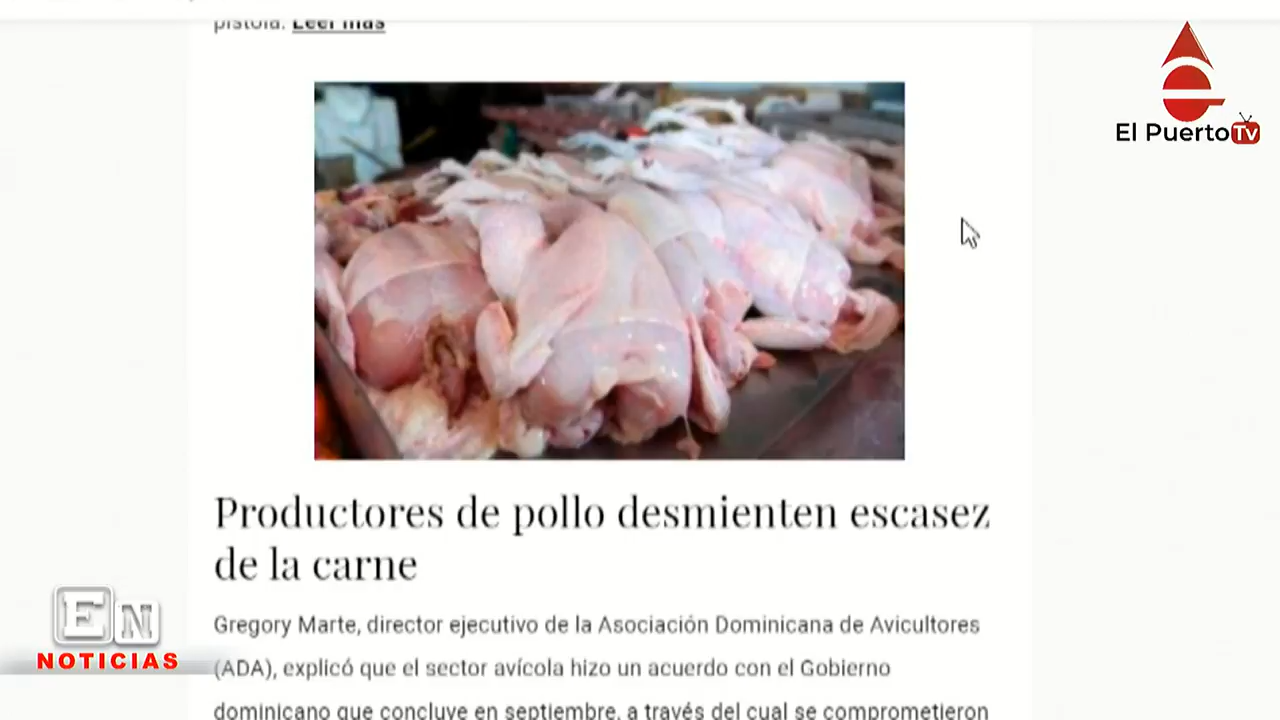 pistola. Leer más
El Puerto Tv
Productores de pollo desmienten escasez
de la carne
Gregory Marte, director ejecutivo de la Asociación Dominicana de Avicultores
(ADA), explicó que el sector avícola hizo un acuerdo con el Gobierno
dominicano que concluye en septiembre, a través del cual se comprometieron
EN
NOTICIAS